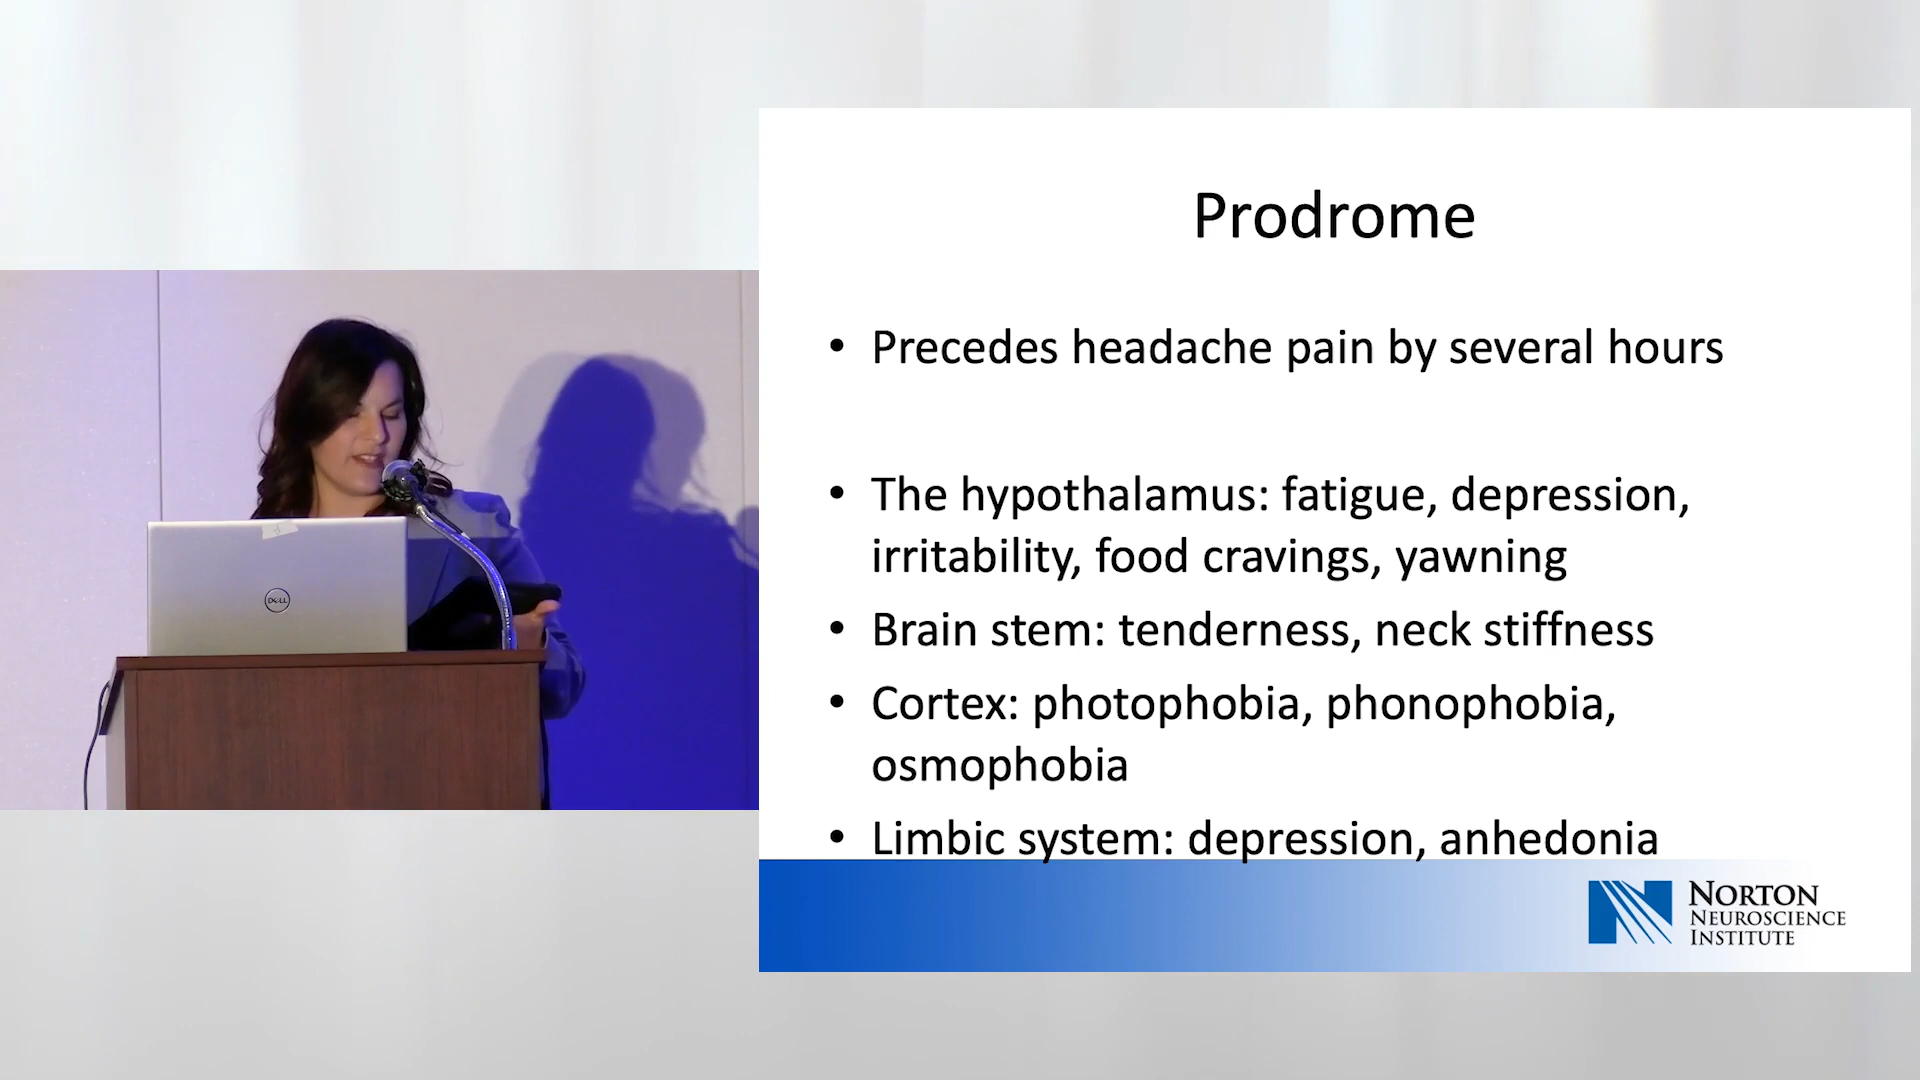 Prodrome
• Precedes headache pain by several hours
• The hypothalamus: fatigue, depression,
irritability, food cravings, yawning
• Brain stem: tenderness, neck stiffness
• Cortex: photophobia, phonophobia,
osmophobia
• Limbic system: depression, anhedonia
NORTON
NEUROSCIENCE
INSTITUTE
DELL